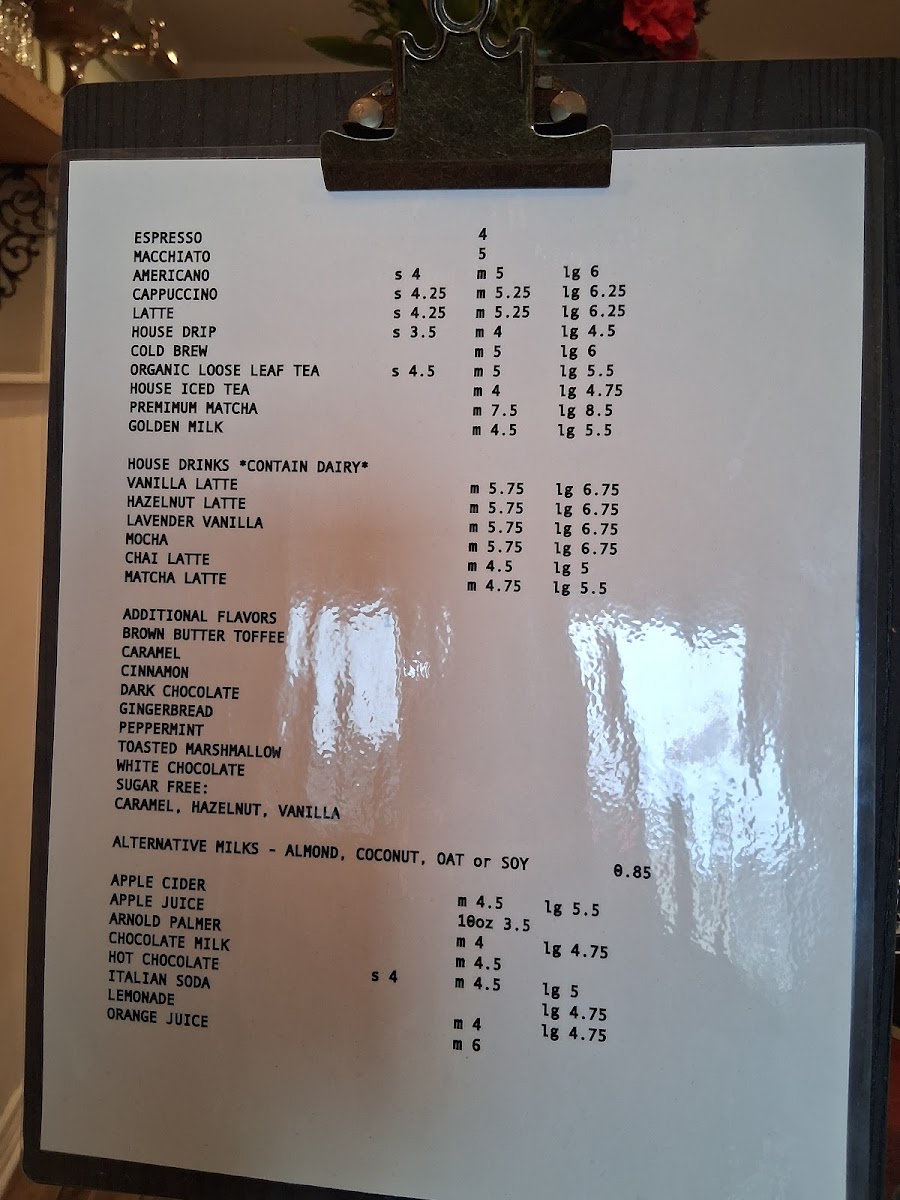 ESPRESSO 4
MACCHIATO 5
AMERICANO s 4 m 5 lg 6
CAPPUCCINO s 4.25 m 5.25 lg 6.25
LATTE s 4.25 m 5.25 lg 6.25
HOUSE DRIP s 3.5 m 4 lg 4.5
COLD BREW m 5 lg 6
ORGANIC LOOSE LEAF TEA s 4.5 m 5 lg 5.5
HOUSE ICED TEA m 4 lg 4.75
PREMIMUM MATCHA m 7.5 lg 8.5
GOLDEN MILK m 4.5 lg 5.5
HOUSE DRINKS *CONTAIN DAIRY*
VANILLA LATTE m 5.75 lg 6.75
HAZELNUT LATTE m 5.75 lg 6.75
LAVENDER VANILLA m 5.75 lg 6.75
MOCHA m 5.75 lg 6.75
CHAI LATTE m 4.5 lg 5
MATCHA LATTE m 4.75 lg 5.5
ADDITIONAL FLAVORS
BROWN BUTTER TOFFEE
CARAMEL
CINNAMON
DARK CHOCOLATE
GINGERBREAD
PEPPERMINT
TOASTED MARSHMALLOW
WHITE CHOCOLATE
SUGAR FREE:
CARAMEL, HAZELNUT, VANILLA
ALTERNATIVE MILKS - ALMOND, COCONUT, OAT or SOY 0.85
APPLE CIDER m 4.5 lg 5.5
APPLE JUICE 10oz 3.5
ARNOLD PALMER m 4 lg 4.75
CHOCOLATE MILK m 4.5
HOT CHOCOLATE s 4 m 4.5 lg 5
ITALIAN SODA lg 4.75
LEMONADE m 4 lg 4.75
ORANGE JUICE m 6